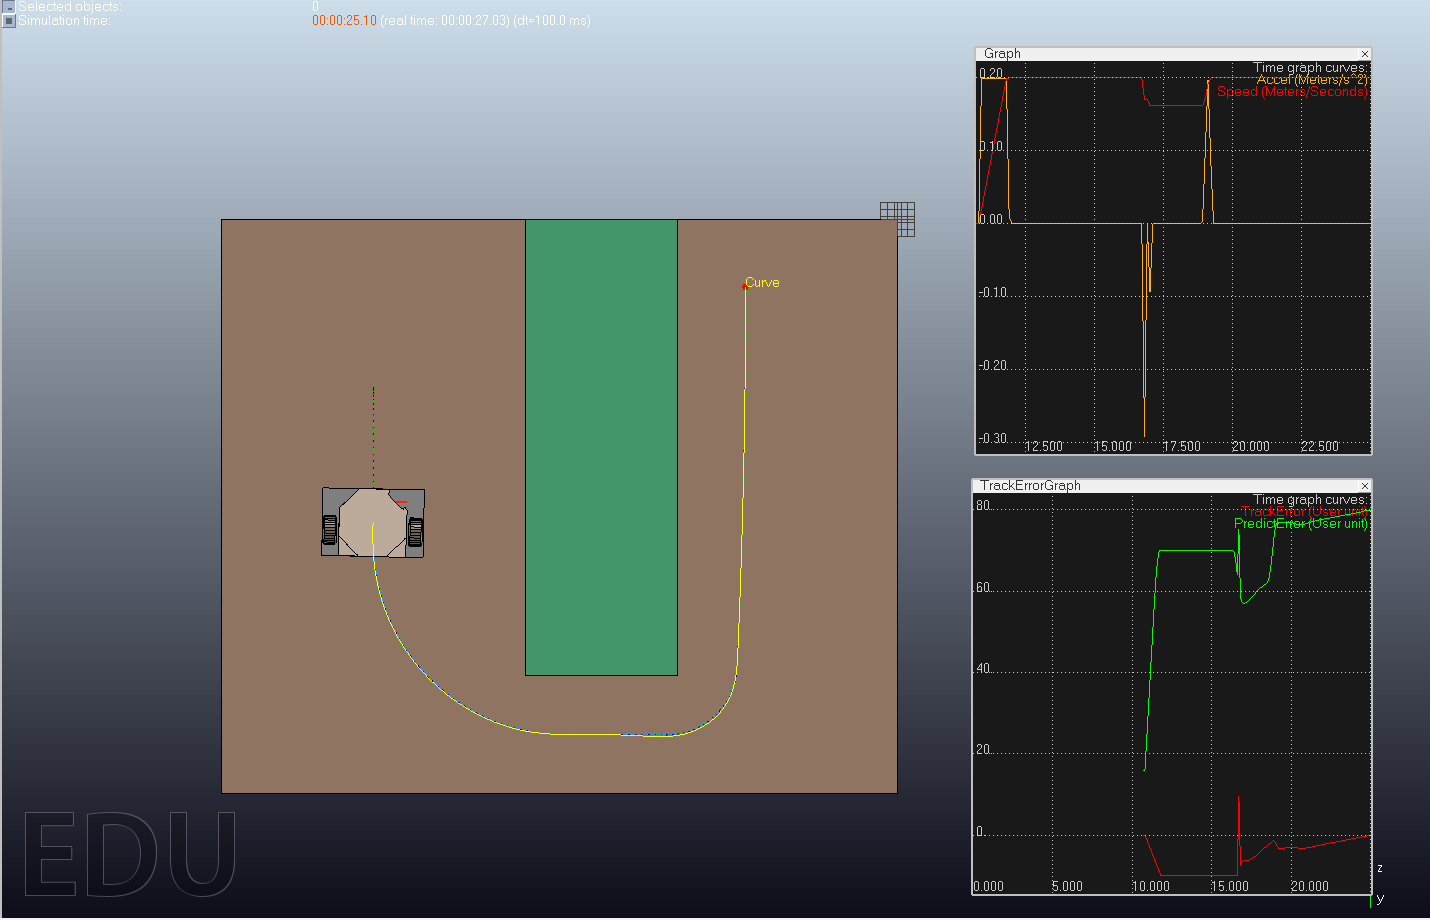 Selected objects: 0
Simulation time: 00:00:25.10 (real time: 00:00:27.03) (dt=100.0 ms)
Graph
Time graph curves:
Accel (Meters/s^2)
Speed (Meters/Seconds)
0.20
0.10
0.00
-0.10
-0.20
-0.30
12.500 15.000 17.500 20.000 22.500
Curve
TrackErrorGraph
Time graph curves:
TrackError (User unit)
PredictError (User unit)
80
60
40
20
0.
0.000 5.000 10.000 15.000 20.000
z
y
EDU